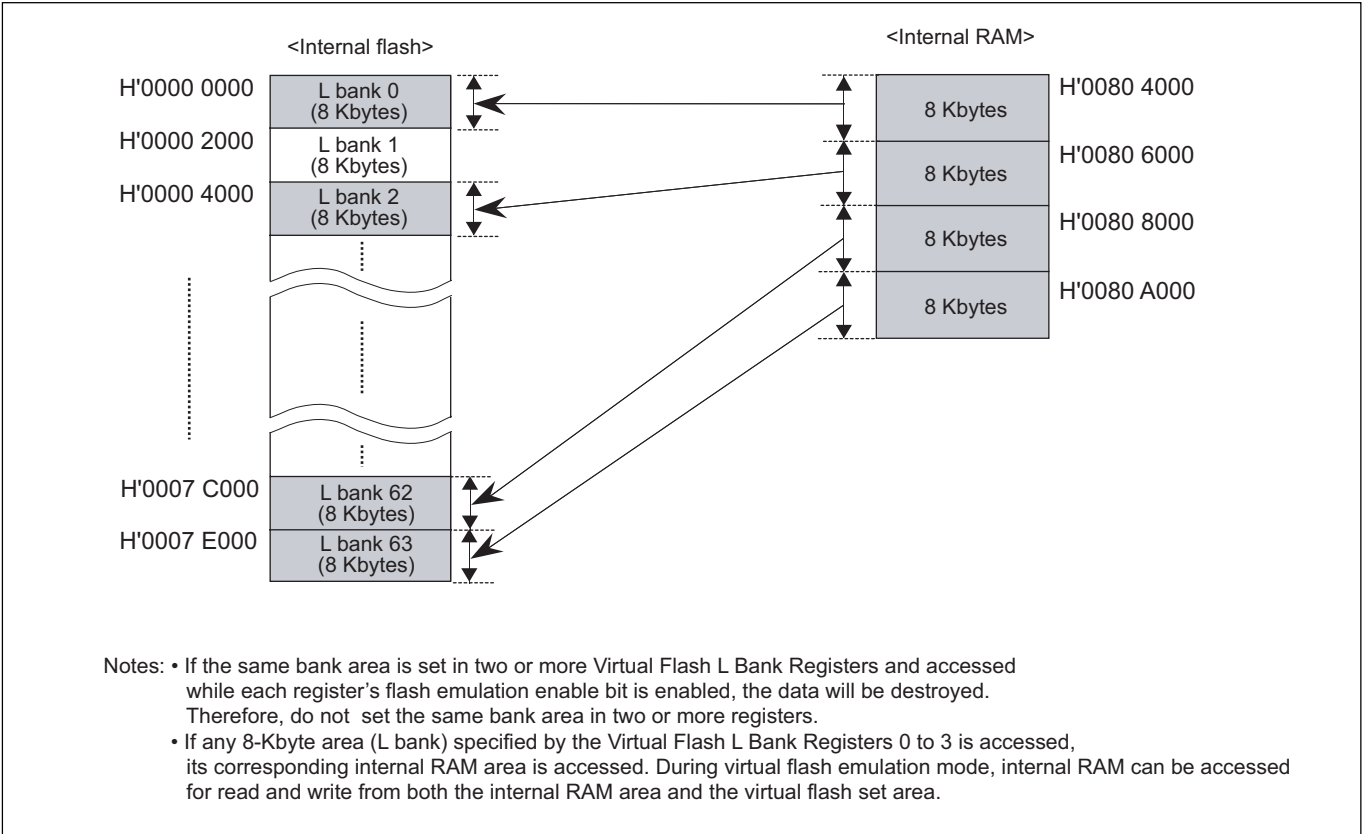 <Internal flash>
H'0000 0000
L bank 0
(8 Kbytes)
H'0000 2000
L bank 1
(8 Kbytes)
H'0000 4000
L bank 2
(8 Kbytes)
H'0007 C000
L bank 62
(8 Kbytes)
H'0007 E000
L bank 63
(8 Kbytes)
<Internal RAM>
8 Kbytes
H'0080 4000
8 Kbytes
H'0080 6000
8 Kbytes
H'0080 8000
8 Kbytes
H'0080 A000
Notes: • If the same bank area is set in two or more Virtual Flash L Bank Registers and accessed
while each register's flash emulation enable bit is enabled, the data will be destroyed.
Therefore, do not set the same bank area in two or more registers.
• If any 8-Kbyte area (L bank) specified by the Virtual Flash L Bank Registers 0 to 3 is accessed,
its corresponding internal RAM area is accessed. During virtual flash emulation mode, internal RAM can be accessed
for read and write from both the internal RAM area and the virtual flash set area.